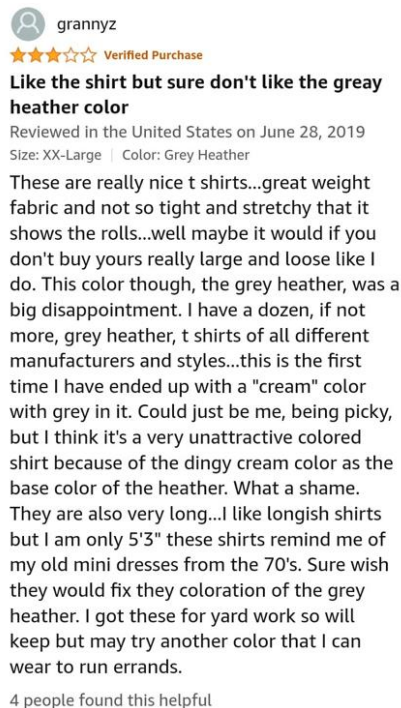 grannyz
Verified Purchase
Like the shirt but sure don't like the greay
heather color
Reviewed in the United States on June 28, 2019
Size: XX-Large | Color: Grey Heather
These are really nice t shirts...great weight
fabric and not so tight and stretchy that it
shows the rolls...well maybe it would if you
don't buy yours really large and loose like I
do. This color though, the grey heather, was a
big disappointment. I have a dozen, if not
more, grey heather, t shirts of all different
manufacturers and styles...this is the first
time I have ended up with a "cream" color
with grey in it. Could just be me, being picky,
but I think it's a very unattractive colored
shirt because of the dingy cream color as the
base color of the heather. What a shame.
They are also very long...I like longish shirts
but I am only 5'3" these shirts remind me of
my old mini dresses from the 70's. Sure wish
they would fix they coloration of the grey
heather. I got these for yard work so will
keep but may try another color that I can
wear to run errands.
4 people found this helpful